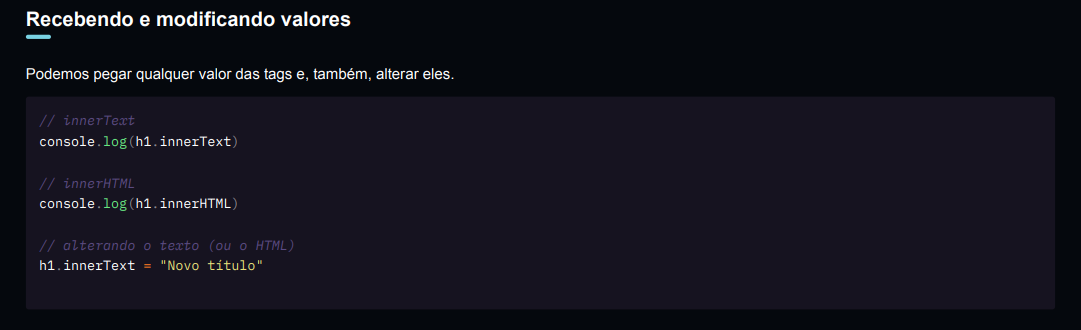 Recebendo e modificando valores
Podemos pegar qualquer valor das tags e, também, alterar eles.
// innerText
console.log(h1.innerText)
// innerHTML
console.log(h1.innerHTML)
// alterando o texto (ou o HTML)
h1.innerText = "Novo título"